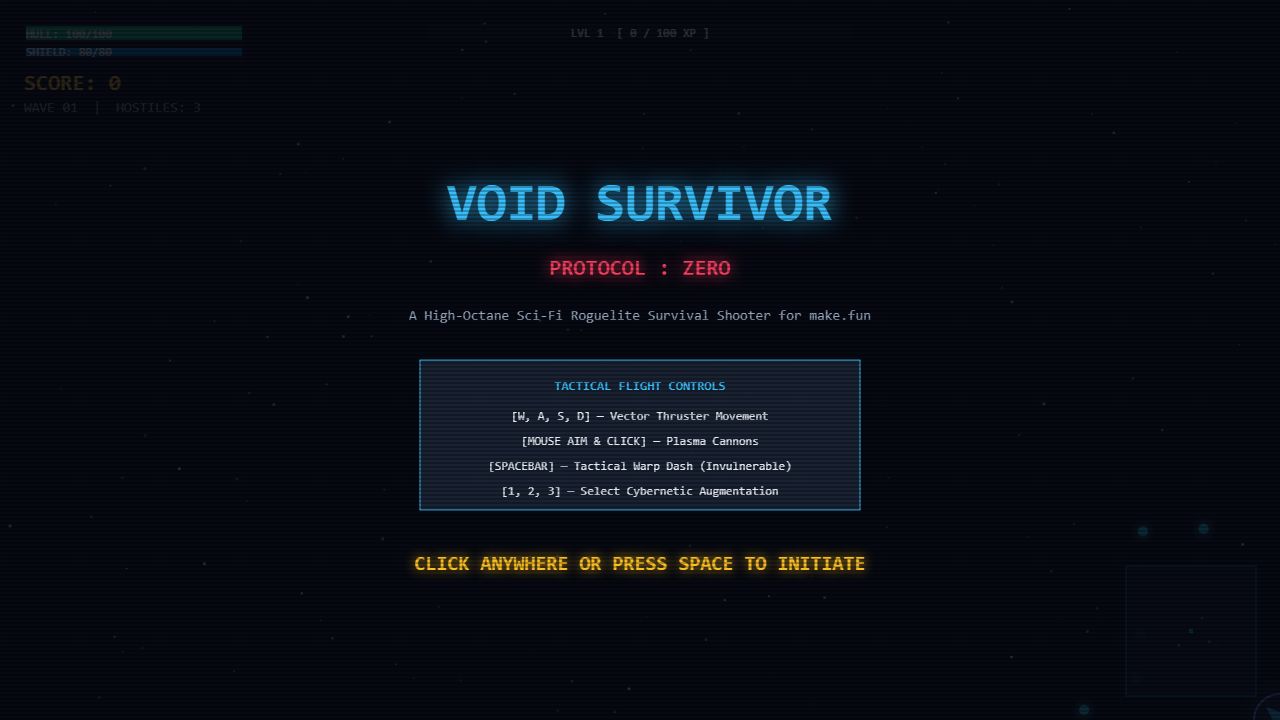 HULL: 100/100
LVL 1 [ 0 / 100 XP ]
SHIELD: 80/80
SCORE: 0
WAVE 01 | HOSTILES: 3
VOID SURVIVOR
PROTOCOL : ZERO
A High-Octane Sci-Fi Roguelite Survival Shooter for make.fun
TACTICAL FLIGHT CONTROLS
[W, A, S, D] — Vector Thruster Movement
[MOUSE AIM & CLICK] — Plasma Cannons
[SPACEBAR] — Tactical Warp Dash (Invulnerable)
[1, 2, 3] — Select Cybernetic Augmentation
CLICK ANYWHERE OR PRESS SPACE TO INITIATE